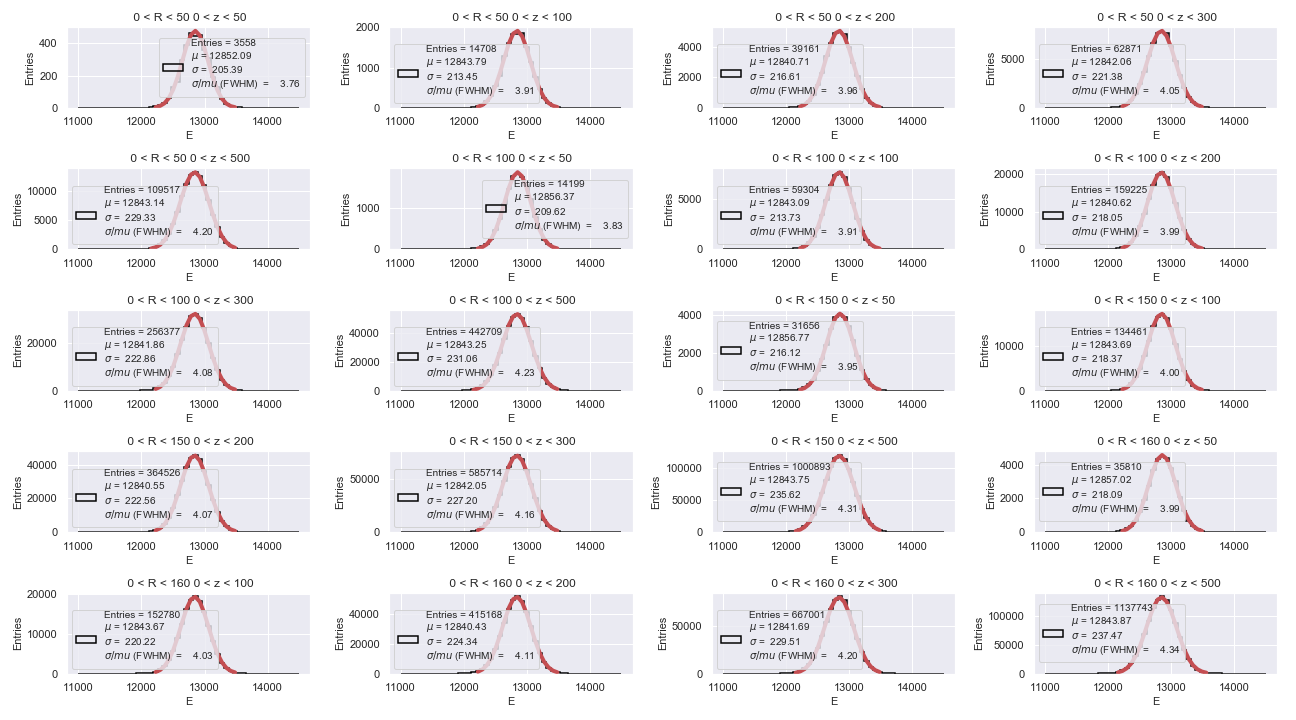 0 < R < 50 0 < z < 50
Entries
400
200
0
Entries = 3558
μ = 12852.09
σ = 205.39
σ/mu (FWHM) = 3.76
11000 12000 13000 14000
E
0 < R < 50 0 < z < 100
Entries
2000
1000
0
Entries = 14708
μ = 12843.79
σ = 213.45
σ/mu (FWHM) = 3.91
11000 12000 13000 14000
E
0 < R < 50 0 < z < 200
Entries
4000
2000
0
Entries = 39161
μ = 12840.71
σ = 216.61
σ/mu (FWHM) = 3.96
11000 12000 13000 14000
E
0 < R < 50 0 < z < 300
Entries
5000
0
Entries = 62871
μ = 12842.06
σ = 221.38
σ/mu (FWHM) = 4.05
11000 12000 13000 14000
E
0 < R < 50 0 < z < 500
Entries
10000
5000
0
Entries = 109517
μ = 12843.14
σ = 229.33
σ/mu (FWHM) = 4.20
11000 12000 13000 14000
E
0 < R < 100 0 < z < 50
Entries
1000
0
Entries = 14199
μ = 12856.37
σ = 209.62
σ/mu (FWHM) = 3.83
11000 12000 13000 14000
E
0 < R < 100 0 < z < 100
Entries
5000
0
Entries = 59304
μ = 12843.09
σ = 213.73
σ/mu (FWHM) = 3.91
11000 12000 13000 14000
E
0 < R < 100 0 < z < 200
Entries
20000
10000
0
Entries = 159225
μ = 12840.62
σ = 218.05
σ/mu (FWHM) = 3.99
11000 12000 13000 14000
E
0 < R < 100 0 < z < 300
Entries
20000
0
Entries = 256377
μ = 12841.86
σ = 222.86
σ/mu (FWHM) = 4.08
11000 12000 13000 14000
E
0 < R < 100 0 < z < 500
Entries
40000
20000
0
Entries = 442709
μ = 12843.25
σ = 231.06
σ/mu (FWHM) = 4.23
11000 12000 13000 14000
E
0 < R < 150 0 < z < 50
Entries
4000
2000
0
Entries = 31656
μ = 12856.77
σ = 216.12
σ/mu (FWHM) = 3.95
11000 12000 13000 14000
E
0 < R < 150 0 < z < 100
Entries
10000
0
Entries = 134461
μ = 12843.69
σ = 218.37
σ/mu (FWHM) = 4.00
11000 12000 13000 14000
E
0 < R < 150 0 < z < 200
Entries
40000
20000
0
Entries = 364526
μ = 12840.55
σ = 222.56
σ/mu (FWHM) = 4.07
11000 12000 13000 14000
E
0 < R < 150 0 < z < 300
Entries
50000
0
Entries = 585714
μ = 12842.05
σ = 227.20
σ/mu (FWHM) = 4.16
11000 12000 13000 14000
E
0 < R < 150 0 < z < 500
Entries
100000
50000
0
Entries = 1000893
μ = 12843.75
σ = 235.62
σ/mu (FWHM) = 4.31
11000 12000 13000 14000
E
0 < R < 160 0 < z < 50
Entries
4000
2000
0
Entries = 35810
μ = 12857.02
σ = 218.09
σ/mu (FWHM) = 3.99
11000 12000 13000 14000
E
0 < R < 160 0 < z < 100
Entries
20000
10000
0
Entries = 152780
μ = 12843.67
σ = 220.22
σ/mu (FWHM) = 4.03
11000 12000 13000 14000
E
0 < R < 160 0 < z < 200
Entries
40000
20000
0
Entries = 415168
μ = 12840.43
σ = 224.34
σ/mu (FWHM) = 4.11
11000 12000 13000 14000
E
0 < R < 160 0 < z < 300
Entries
50000
0
Entries = 667001
μ = 12841.69
σ = 229.51
σ/mu (FWHM) = 4.20
11000 12000 13000 14000
E
0 < R < 160 0 < z < 500
Entries
100000
50000
0
Entries = 1137743
μ = 12843.87
σ = 237.47
σ/mu (FWHM) = 4.34
11000 12000 13000 14000
E